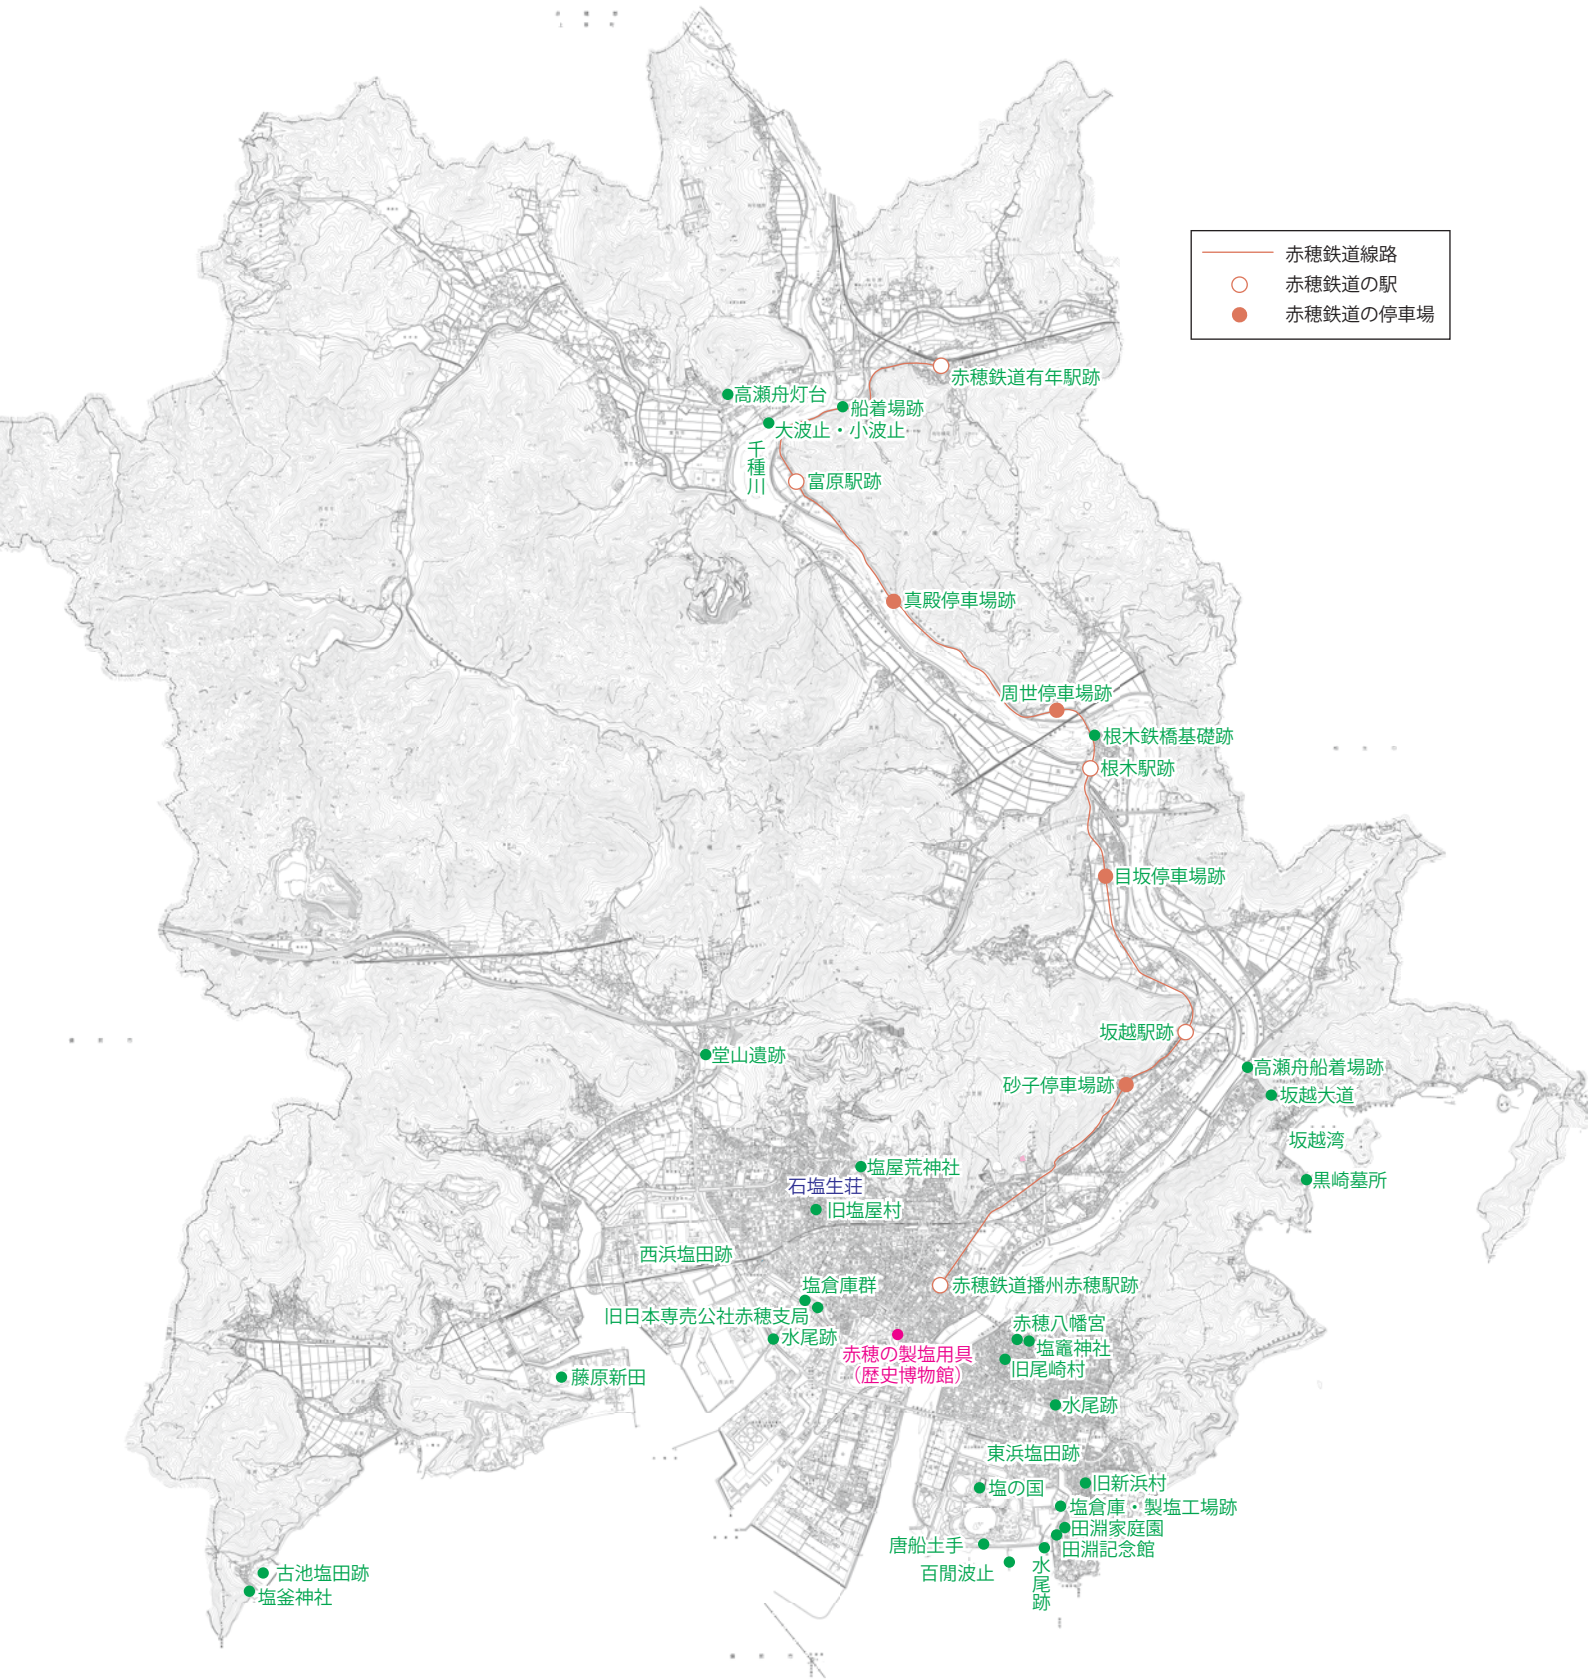 赤穂鉄道線路
赤穂鉄道の駅
赤穂鉄道の停車場
赤穂鉄道有年駅跡
高瀬舟灯台
船着場跡
大波止・小波止
千種川
富原駅跡
真殿停車場跡
周世停車場跡
根木鉄橋基礎跡
根木駅跡
目坂停車場跡
坂越駅跡
堂山遺跡
高瀬舟船着場跡
砂子停車場跡
坂越大道
坂越湾
塩屋荒神社
黒崎墓所
石塩生荘
旧塩屋村
西浜塩田跡
塩倉庫群
赤穂鉄道播州赤穂駅跡
旧日本専売公社赤穂支局
赤穂八幡宮
水尾跡
塩竈神社
赤穂の製塩用具
（歴史博物館）
旧尾崎村
藤原新田
水尾跡
東浜塩田跡
旧新浜村
塩の国
塩倉庫・製塩工場跡
田淵家庭園
唐船土手
田淵記念館
百間波止
水尾跡
古池塩田跡
塩釜神社